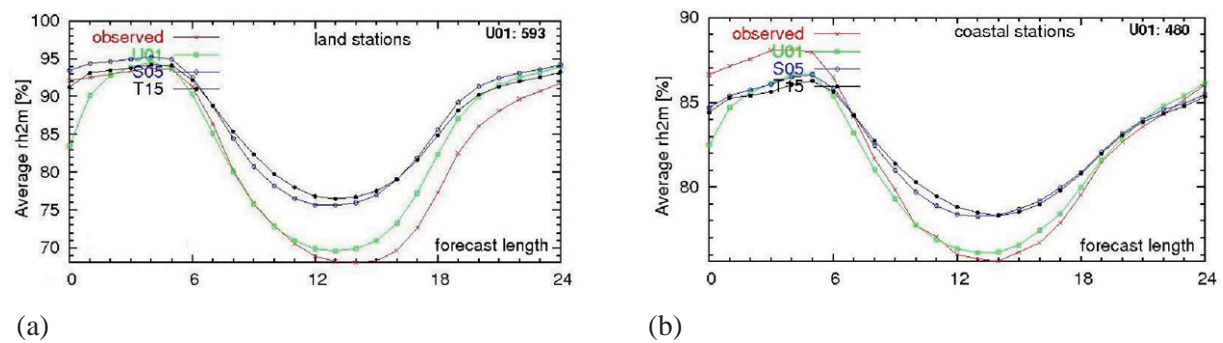 100
95
90
85
80
75
70
Average rh2m [%]
observed
U01
S05
T15
land stations
U01: 593
forecast length
0 6 12 18 24
(a)
90
85
80
Average rh2m [%]
observed
U01
S05
T15
coastal stations
U01: 480
forecast length
0 6 12 18 24
(b)